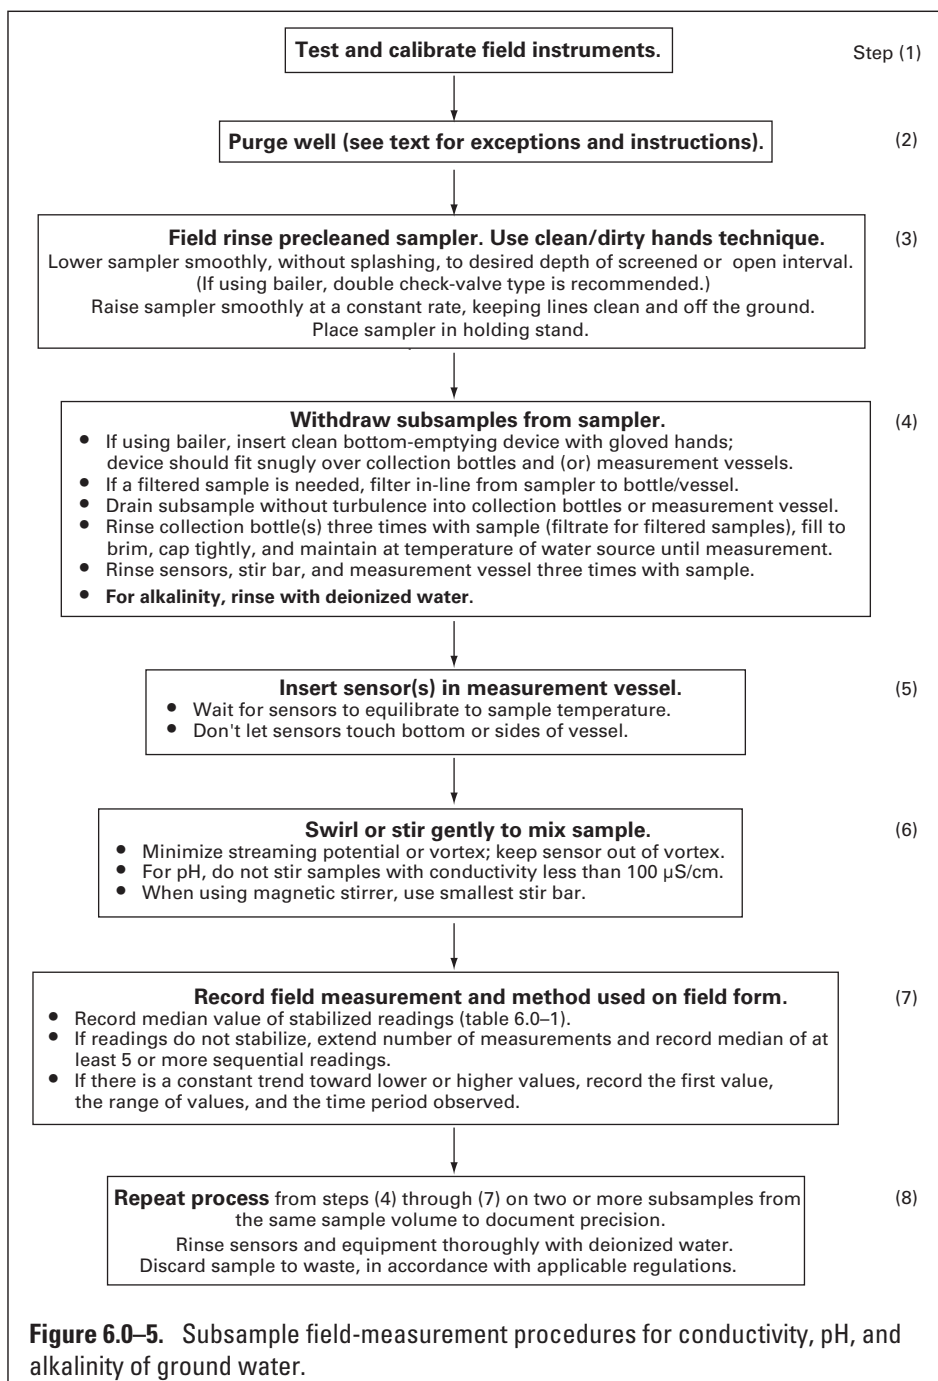 Test and calibrate field instruments.
Step (1)
Purge well (see text for exceptions and instructions).
(2)
Field rinse precleaned sampler. Use clean/dirty hands technique.
(3)
Lower sampler smoothly, without splashing, to desired depth of screened or open interval.
(If using bailer, double check-valve type is recommended.)
Raise sampler smoothly at a constant rate, keeping lines clean and off the ground.
Place sampler in holding stand.
Withdraw subsamples from sampler.
(4)
• If using bailer, insert clean bottom-emptying device with gloved hands;
device should fit snugly over collection bottles and (or) measurement vessels.
• If a filtered sample is needed, filter in-line from sampler to bottle/vessel.
• Drain subsample without turbulence into collection bottles or measurement vessel.
• Rinse collection bottle(s) three times with sample (filtrate for filtered samples), fill to
brim, cap tightly, and maintain at temperature of water source until measurement.
• Rinse sensors, stir bar, and measurement vessel three times with sample.
• For alkalinity, rinse with deionized water.
Insert sensor(s) in measurement vessel.
(5)
• Wait for sensors to equilibrate to sample temperature.
• Don't let sensors touch bottom or sides of vessel.
Swirl or stir gently to mix sample.
(6)
• Minimize streaming potential or vortex; keep sensor out of vortex.
• For pH, do not stir samples with conductivity less than 100 µS/cm.
• When using magnetic stirrer, use smallest stir bar.
Record field measurement and method used on field form.
(7)
• Record median value of stabilized readings (table 6.0–1).
• If readings do not stabilize, extend number of measurements and record median of at
least 5 or more sequential readings.
• If there is a constant trend toward lower or higher values, record the first value,
the range of values, and the time period observed.
Repeat process from steps (4) through (7) on two or more subsamples from
(8)
the same sample volume to document precision.
Rinse sensors and equipment thoroughly with deionized water.
Discard sample to waste, in accordance with applicable regulations.
Figure 6.0–5. Subsample field-measurement procedures for conductivity, pH, and
alkalinity of ground water.